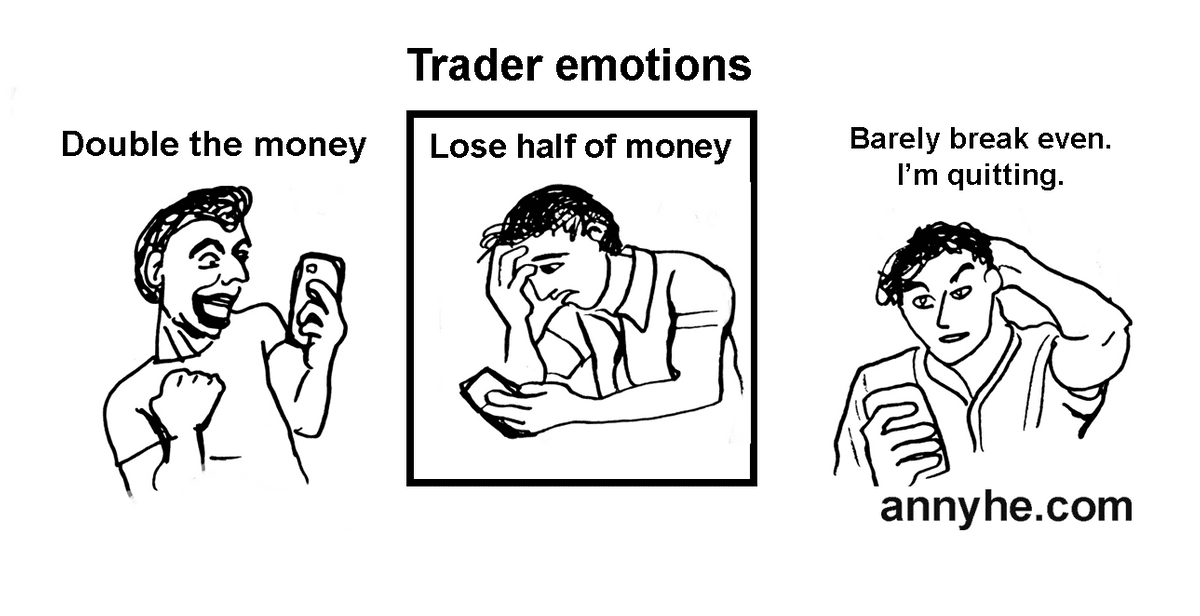 Trader emotions
Double the money
Lose half of money
Barely break even.
I'm quitting.
annyhe.com